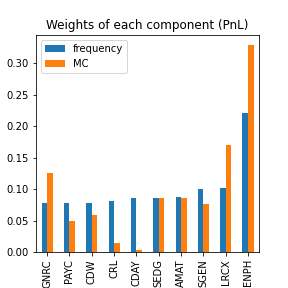 Weights of each component (PnL)
frequency
MC
0.30
0.25
0.20
0.15
0.10
0.05
0.00
GNRC
PAYC
CDW
CRL
CDAY
SEDG
AMAT
SGEN
LRCX
ENPH